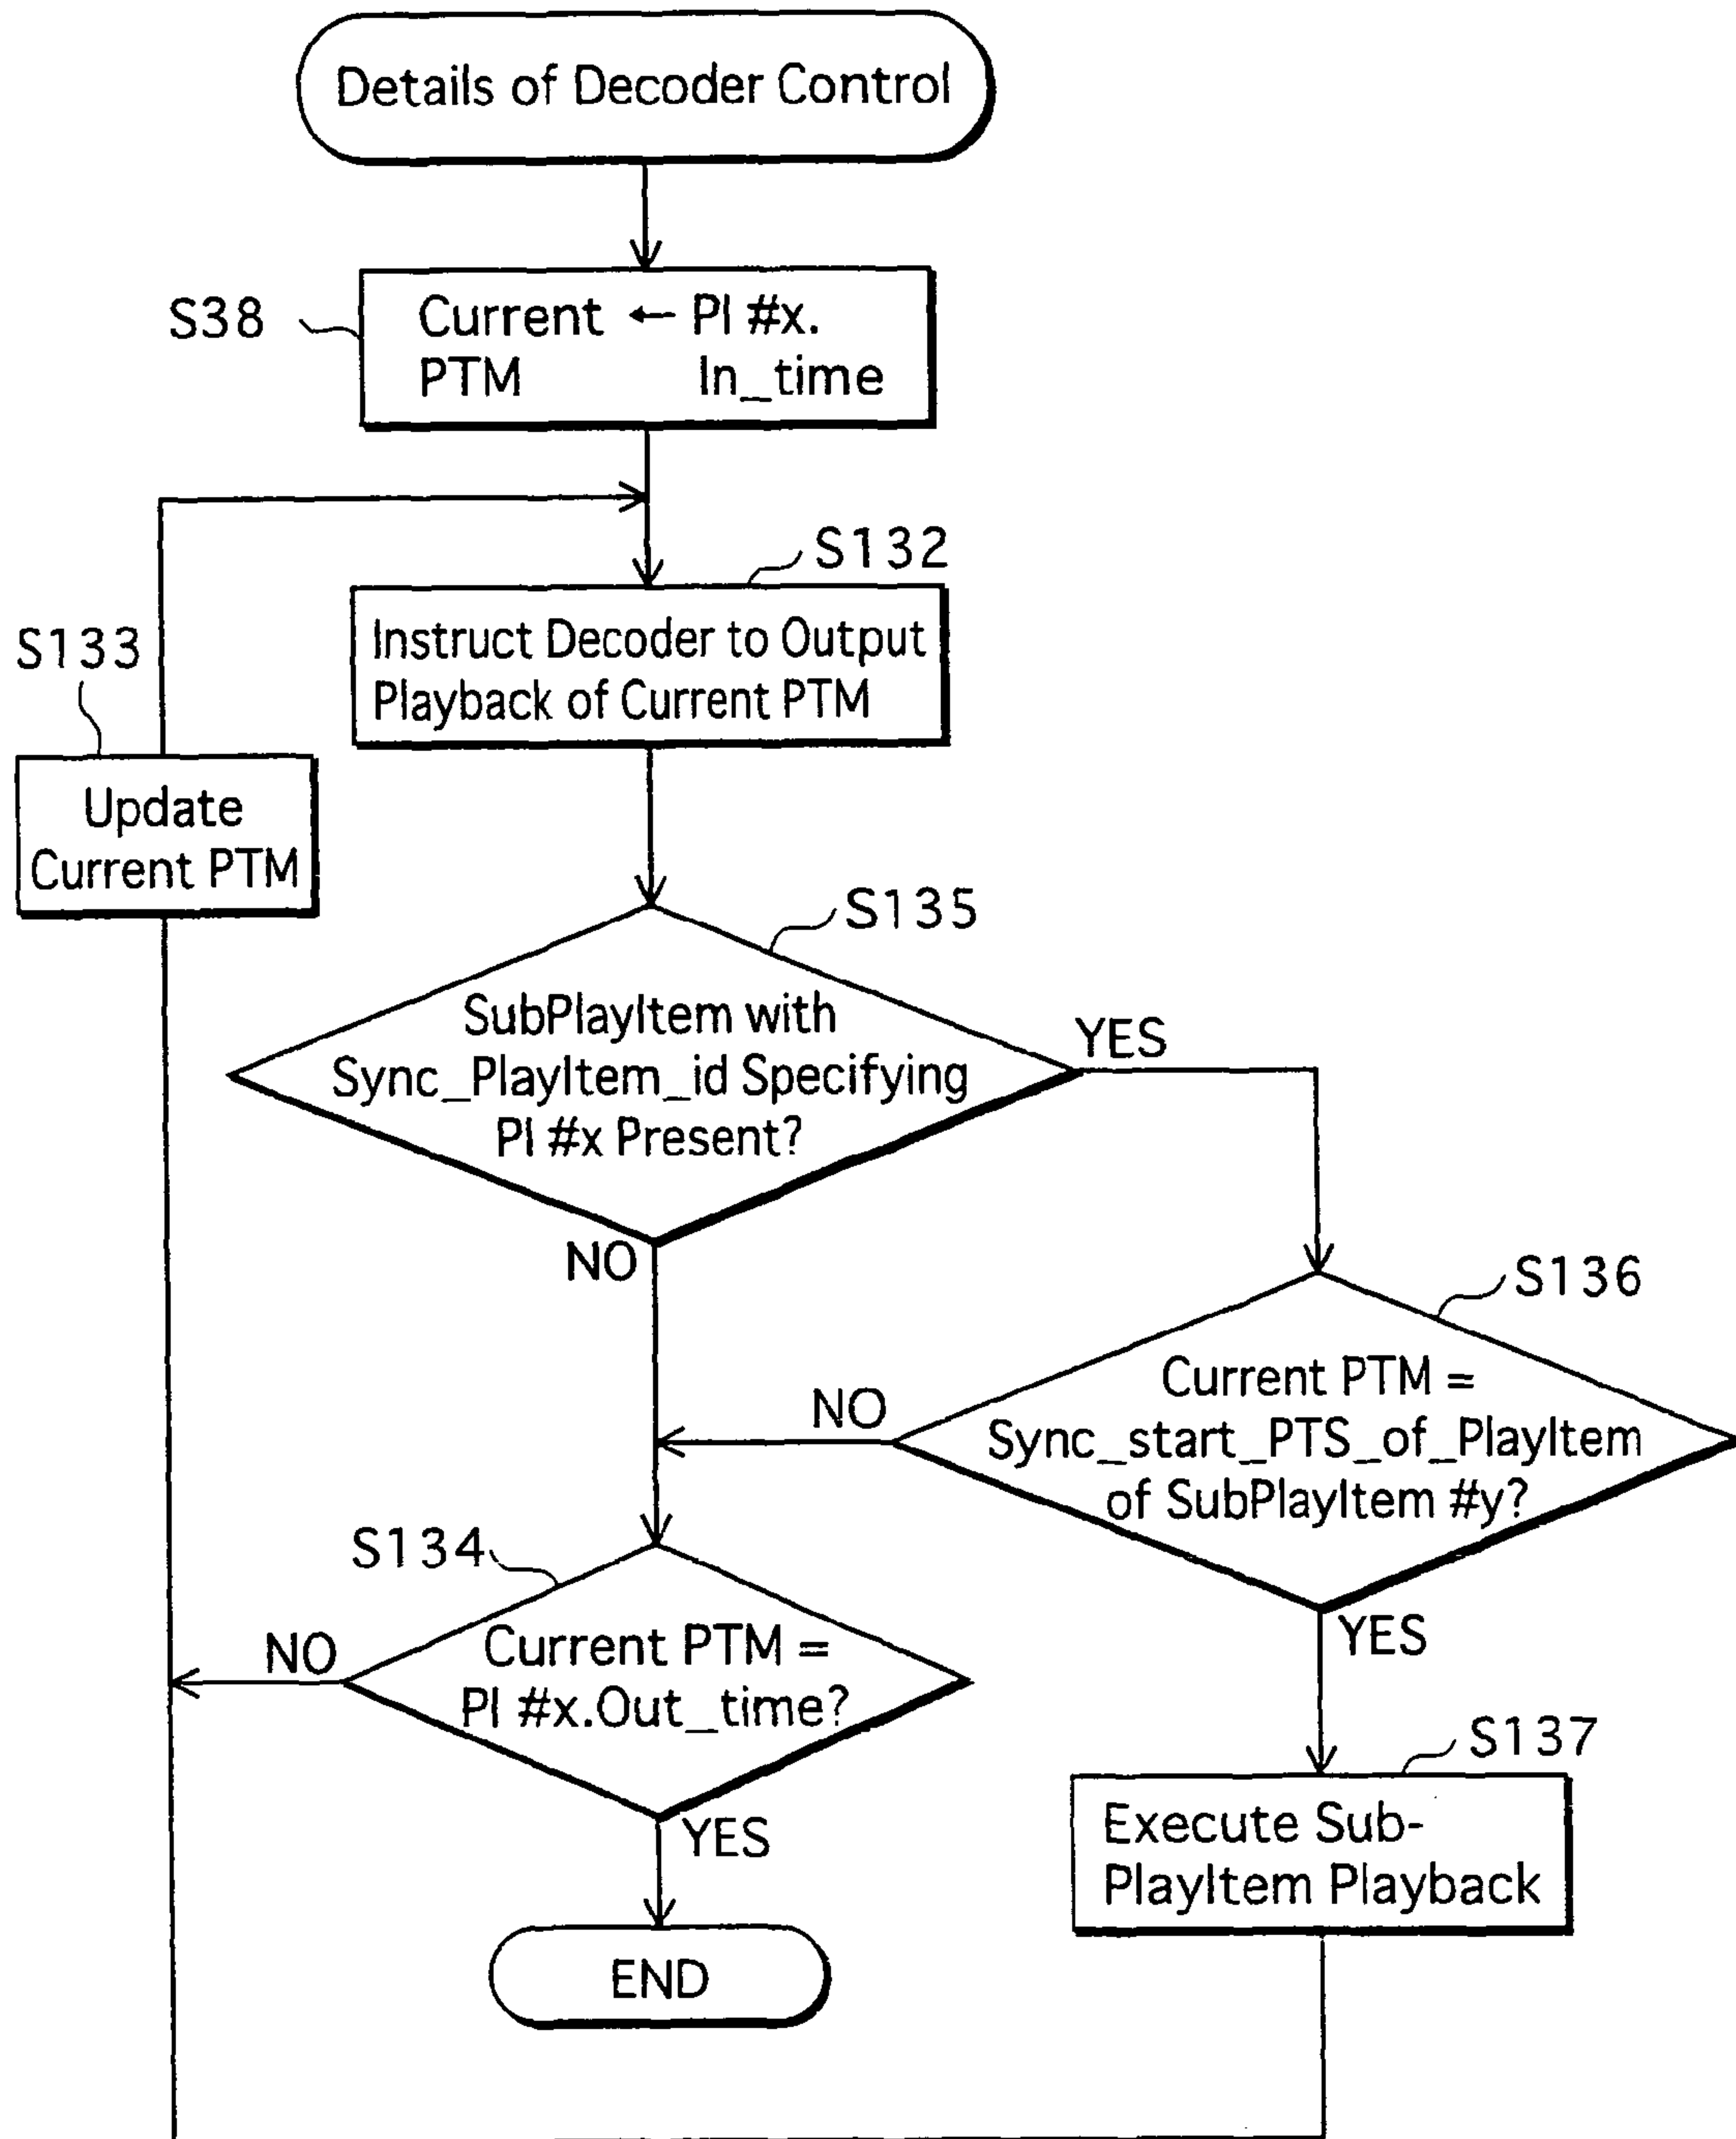 Details of Decoder Control
S38
Current ← PI #x.
PTM In_time
S132
Instruct Decoder to Output
Playback of Current PTM
S133
Update
Current PTM
S135
SubPlayItem with
Sync_PlayItem_id Specifying
PI #x Present?
YES
NO
S136
Current PTM =
Sync_start_PTS_of_PlayItem
of SubPlayItem #y?
NO
YES
S134
Current PTM =
PI #x.Out_time?
NO
YES
S137
Execute Sub-
PlayItem Playback
END